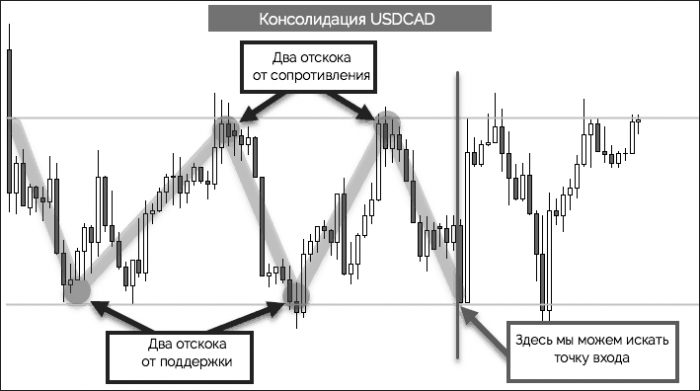 Консолидация USDCAD
Два отскока
от сопротивления
Два отскока
от поддержки
Здесь мы можем искать
точку входа